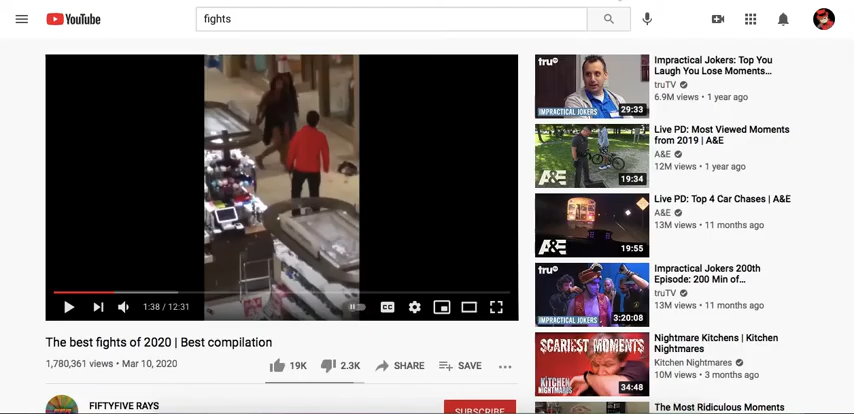 YouTube
fights
1:38 / 12:31
CC
The best fights of 2020 | Best compilation
1,780,361 views • Mar 10, 2020
19K
2.3K
SHARE
SAVE
FIFTYFIVE RAYS
SUBSCRIBE
tru
IMPRACTICAL JOKERS
29:33
Impractical Jokers: Top You
Laugh You Lose Moments...
truTV
6.9M views • 1 year ago
A&E
19:34
Live PD: Most Viewed Moments
from 2019 | A&E
A&E
12M views • 1 year ago
A&E
19:55
Live PD: Top 4 Car Chases | A&E
A&E
13M views • 11 months ago
tru
IMPRACTICAL JOKERS
3:20:08
Impractical Jokers 200th
Episode: 200 Min of...
truTV
13M views • 11 months ago
SCARIEST MOMENTS
KITCHEN
NIGHTMARES
34:48
Nightmare Kitchens | Kitchen
Nightmares
Kitchen Nightmares
10M views • 3 months ago
The Most Ridiculous Moments